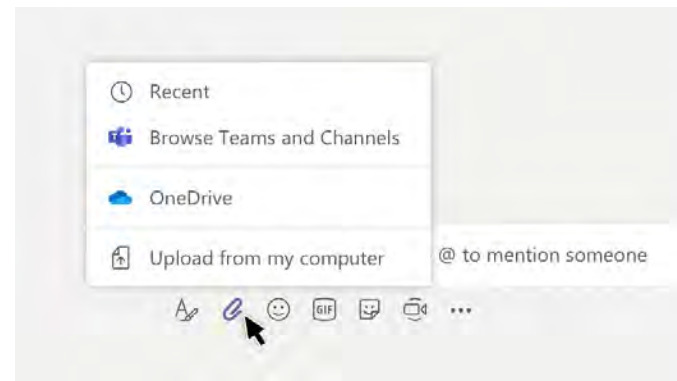 Recent
Browse Teams and Channels
OneDrive
Upload from my computer
@ to mention someone
GIF